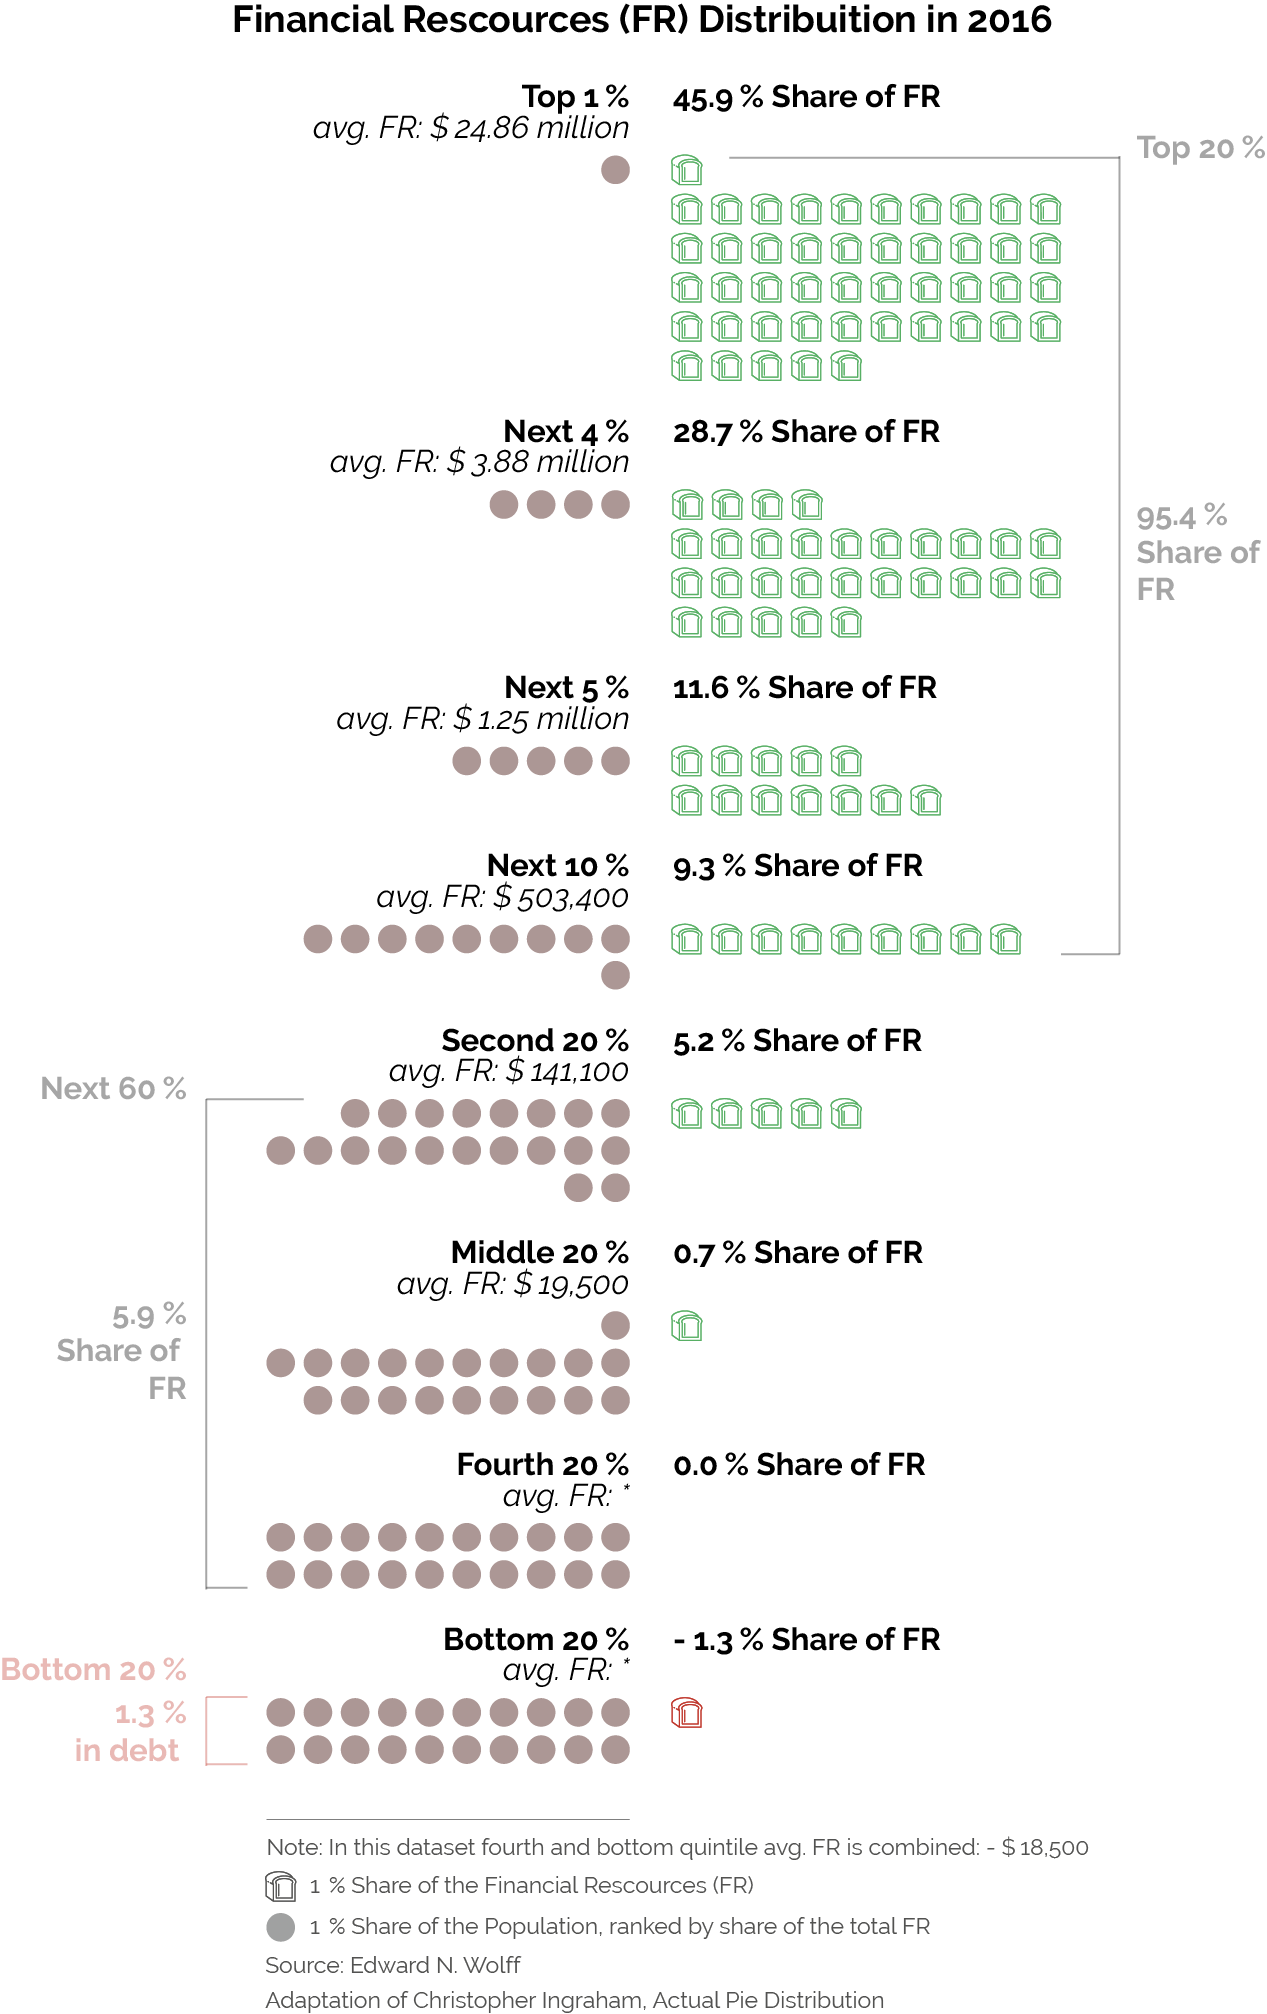 Financial Rescources (FR) Distribuition in 2016
Top 1 %
avg. FR: $ 24.86 million
45.9 % Share of FR
Top 20 %
95.4 %
Share of
FR
Next 4 %
avg. FR: $ 3.88 million
28.7 % Share of FR
Next 5 %
avg. FR: $ 1.25 million
11.6 % Share of FR
Next 10 %
avg. FR: $ 503,400
9.3 % Share of FR
Next 60 %
5.9 %
Share of
FR
Second 20 %
avg. FR: $ 141,100
5.2 % Share of FR
Middle 20 %
avg. FR: $ 19,500
0.7 % Share of FR
Fourth 20 %
avg. FR: *
0.0 % Share of FR
Bottom 20 %
avg. FR: *
- 1.3 % Share of FR
Bottom 20 %
1.3 %
in debt
Note: In this dataset fourth and bottom quintile avg. FR is combined: - $ 18,500
1 % Share of the Financial Rescources (FR)
1 % Share of the Population, ranked by share of the total FR
Source: Edward N. Wolff
Adaptation of Christopher Ingraham, Actual Pie Distribution